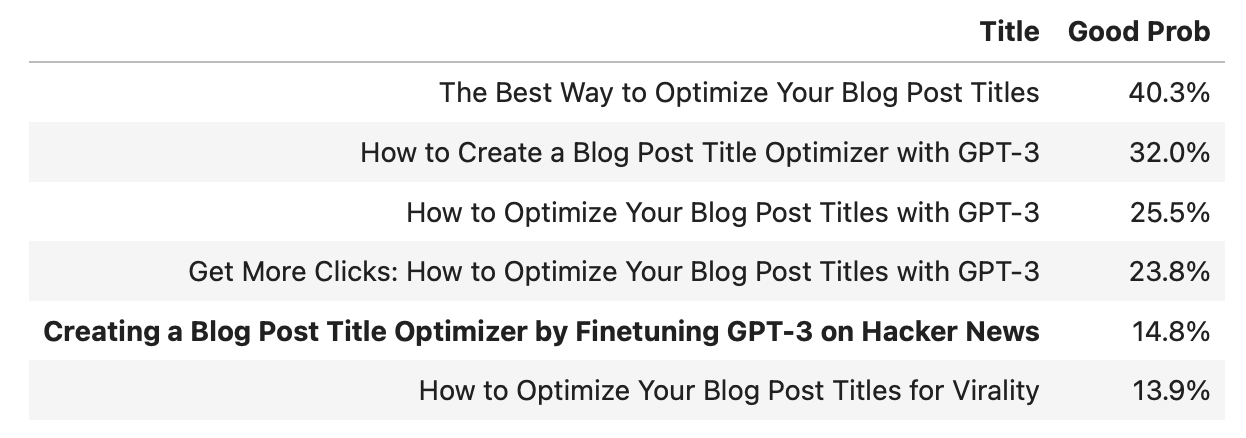 Title Good Prob
The Best Way to Optimize Your Blog Post Titles 40.3%
How to Create a Blog Post Title Optimizer with GPT-3 32.0%
How to Optimize Your Blog Post Titles with GPT-3 25.5%
Get More Clicks: How to Optimize Your Blog Post Titles with GPT-3 23.8%
Creating a Blog Post Title Optimizer by Finetuning GPT-3 on Hacker News 14.8%
How to Optimize Your Blog Post Titles for Virality 13.9%